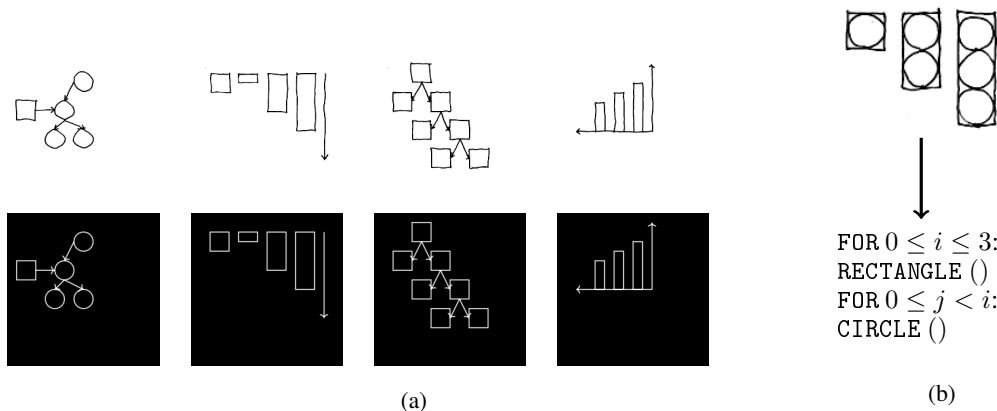 FOR 0 ≤ i ≤ 3:
RECTANGLE ()
FOR 0 ≤ j < i:
CIRCLE ()
(a)
(b)